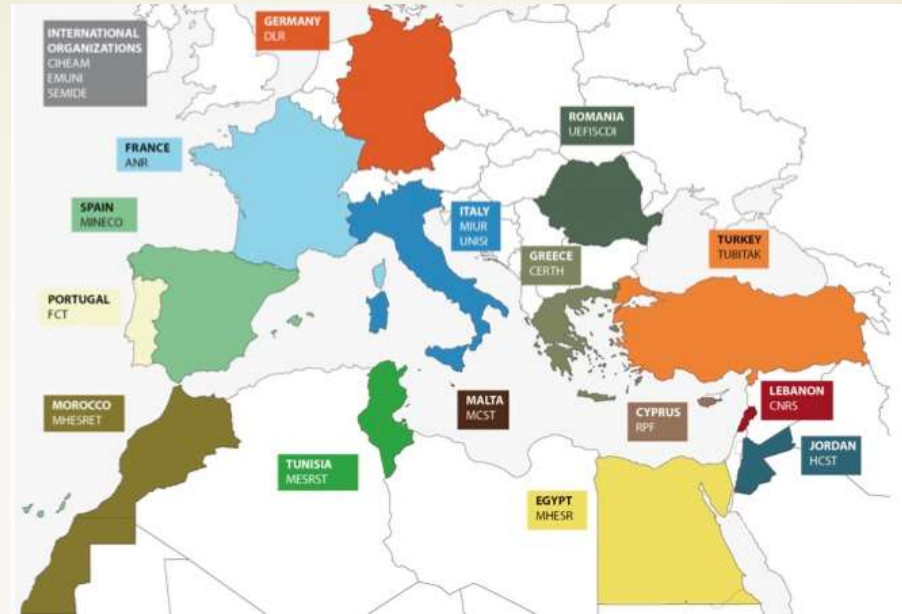 INTERNATIONAL
ORGANIZATIONS
CIHEAM
EMUNI
SEMIDE
GERMANY
DLR
ROMANIA
UEFISCDI
FRANCE
ANR
SPAIN
MINECO
ITALY
MIUR
UNISI
TURKEY
TUBITAK
GREECE
CERTH
PORTUGAL
FCT
MOROCCO
MHESRET
MALTA
MCST
LEBANON
CNRS
CYPRUS
RPF
JORDAN
HCST
TUNISIA
MESRST
EGYPT
MHESR